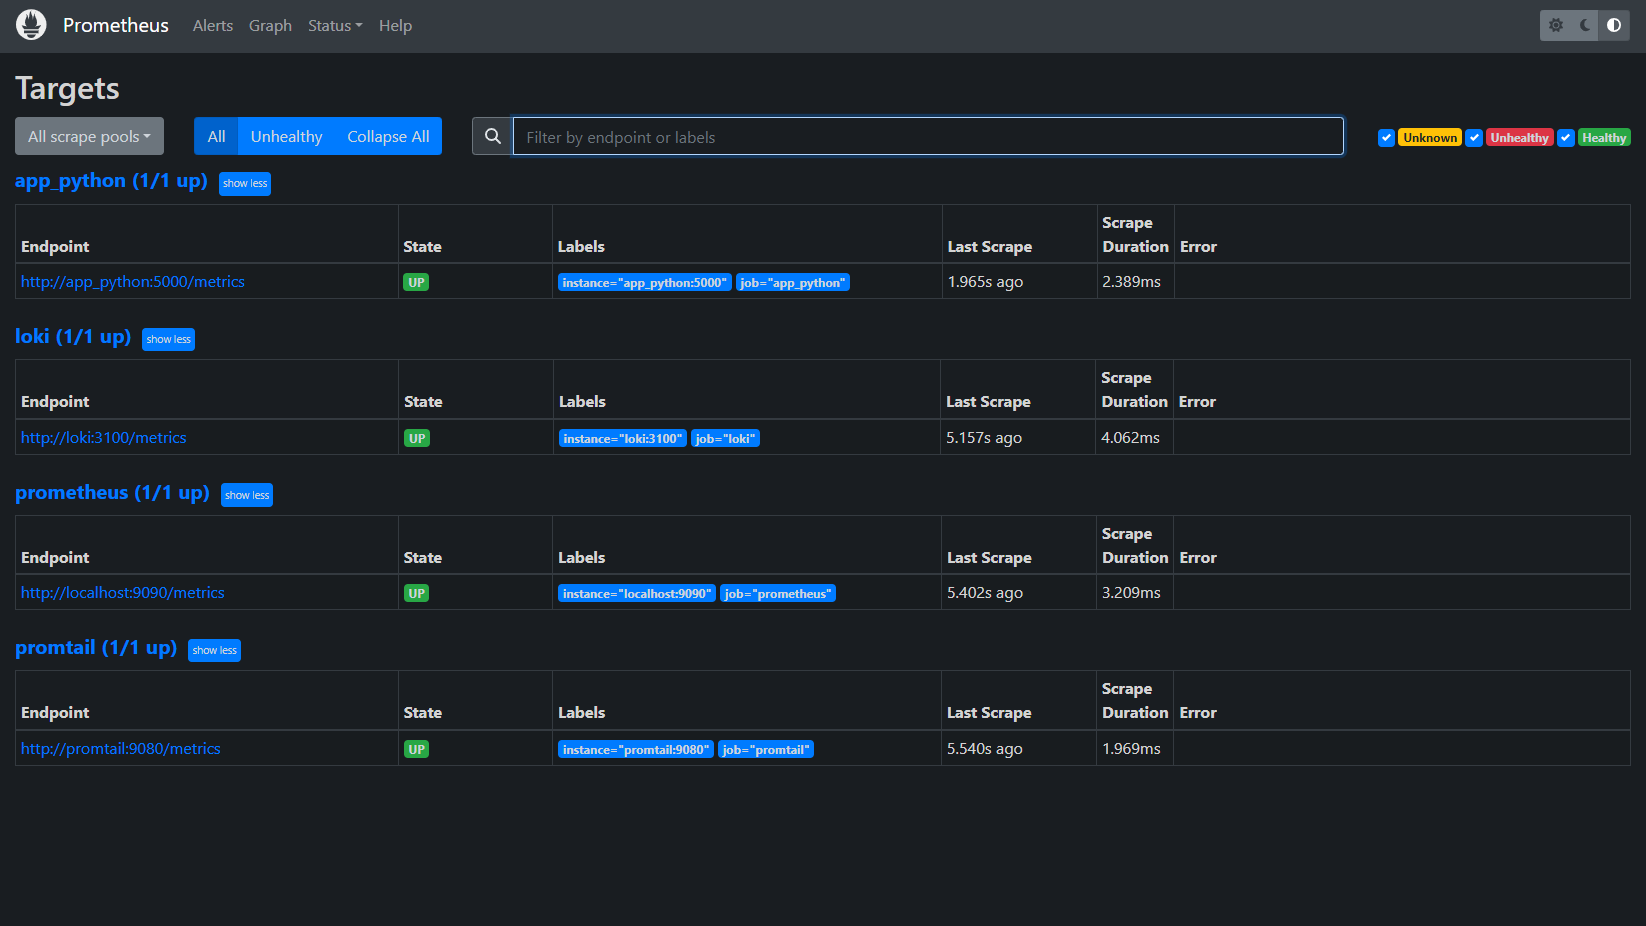 Prometheus Alerts Graph Status Help
Targets
All scrape pools All Unhealthy Collapse All Filter by endpoint or labels Unknown Unhealthy Healthy
app_python (1/1 up) show less
Endpoint State Labels Last Scrape Scrape Duration Error
http://app_python:5000/metrics UP instance="app_python:5000" job="app_python" 1.965s ago 2.389ms
loki (1/1 up) show less
Endpoint State Labels Last Scrape Scrape Duration Error
http://loki:3100/metrics UP instance="loki:3100" job="loki" 5.157s ago 4.062ms
prometheus (1/1 up) show less
Endpoint State Labels Last Scrape Scrape Duration Error
http://localhost:9090/metrics UP instance="localhost:9090" job="prometheus" 5.402s ago 3.209ms
promtail (1/1 up) show less
Endpoint State Labels Last Scrape Scrape Duration Error
http://promtail:9080/metrics UP instance="promtail:9080" job="promtail" 5.540s ago 1.969ms